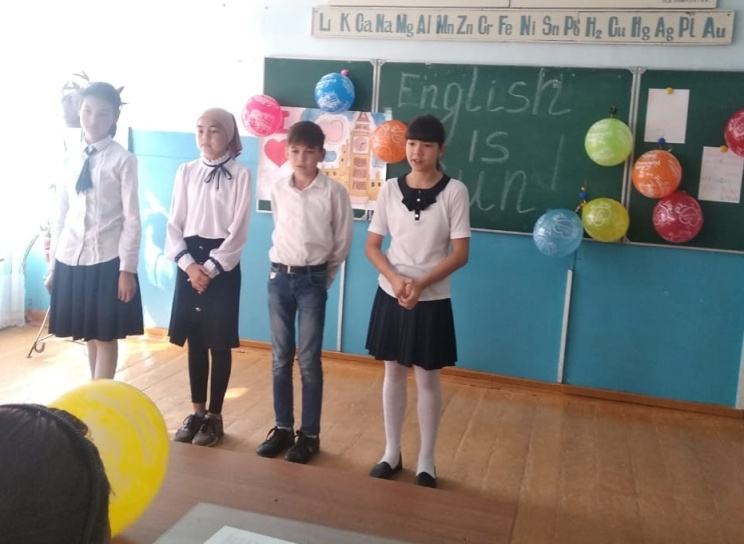 Li K Ca Na Mg Al Mn Zn Cr Fe Ni Sn Pb H₂ Cu Hg Ag Pt Au
English
is
fun!